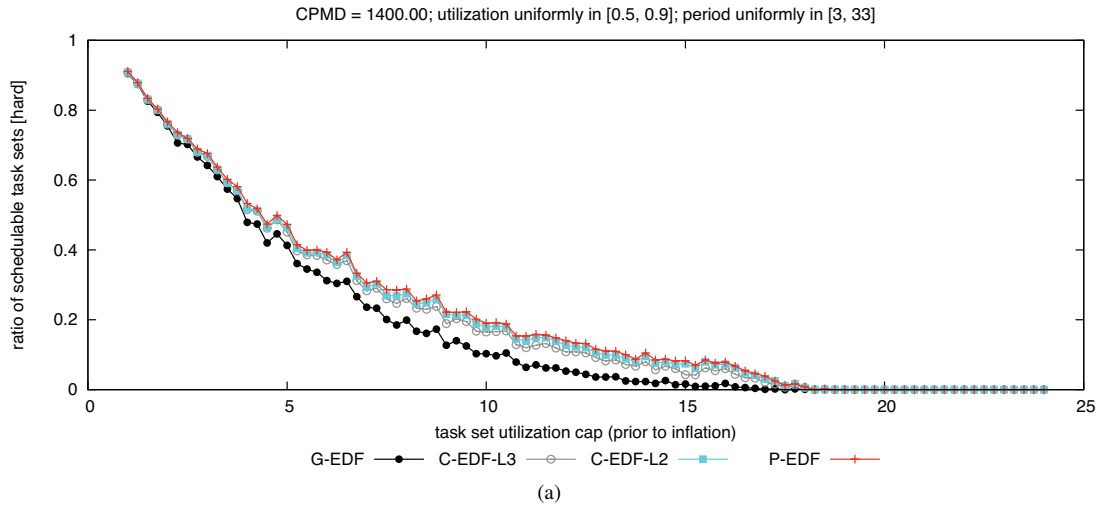 CPMD = 1400.00; utilization uniformly in [0.5, 0.9]; period uniformly in [3, 33]
1
0.8
0.6
0.4
0.2
0
ratio of schedulable task sets [hard]
0 5 10 15 20 25
task set utilization cap (prior to inflation)
G-EDF C-EDF-L3 C-EDF-L2 P-EDF
(a)